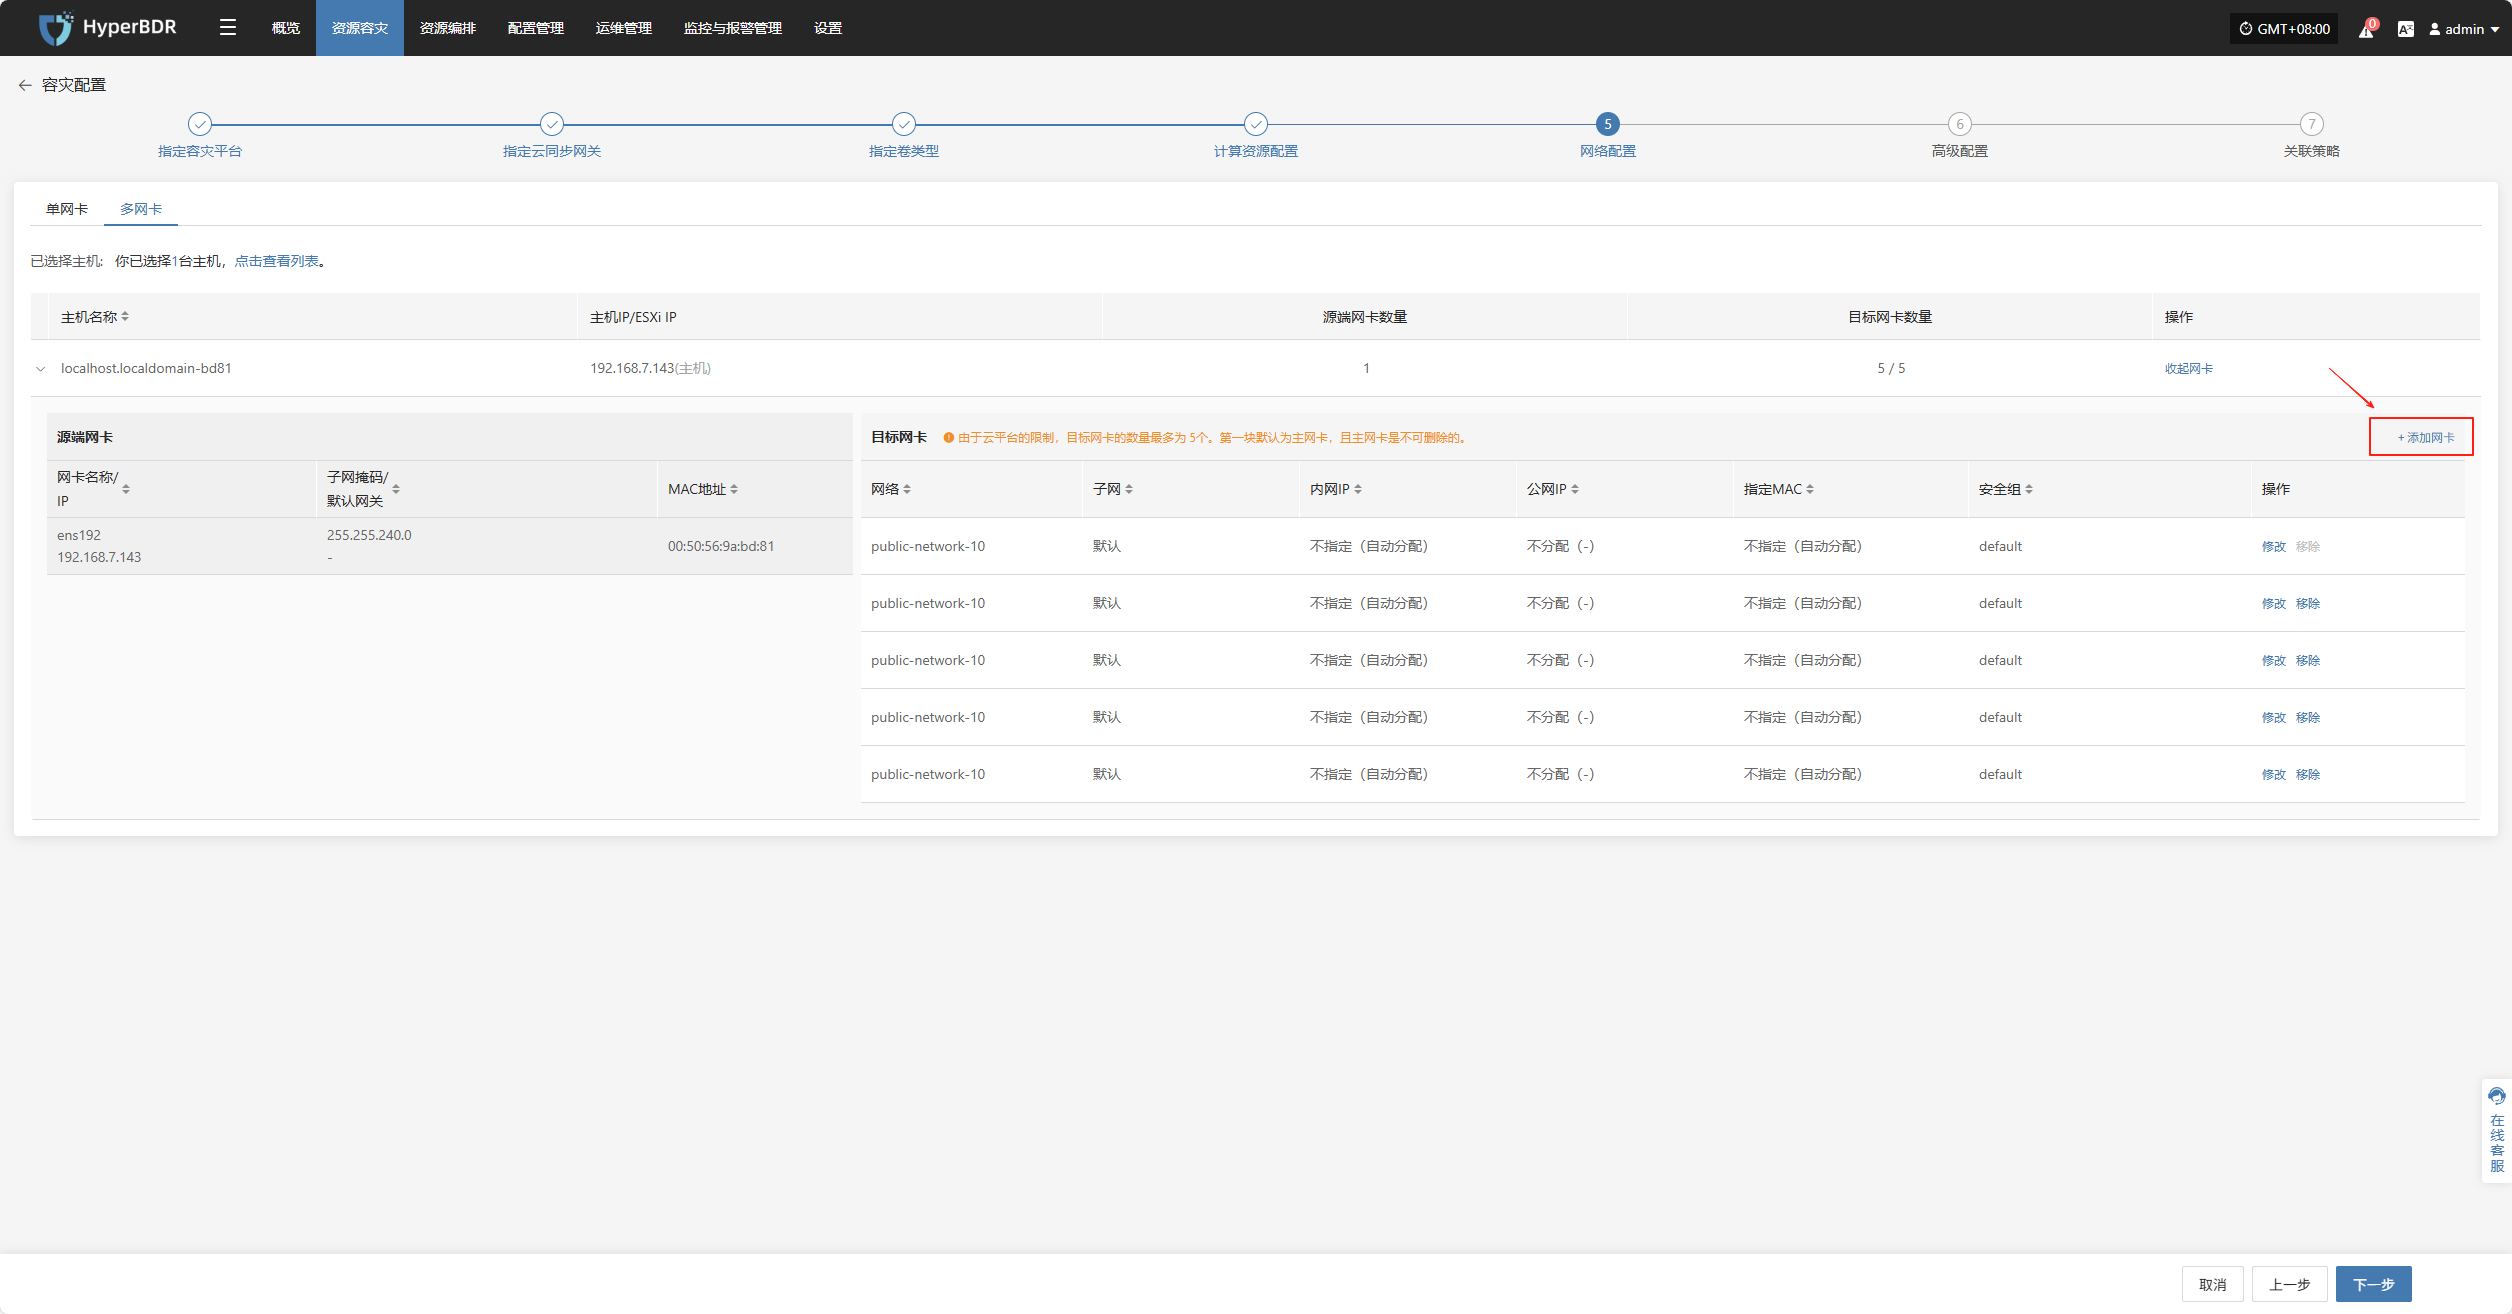 HyperBDR 概览 资源容灾 资源编排 配置管理 运维管理 监控与报警管理 设置 GMT+08:00 0 admin
容灾配置
5 6 7
指定容灾平台 指定云同步网关 指定卷类型 计算资源配置 网络配置 高级配置 关联策略
单网卡 多网卡
已选择主机: 你已选择1台主机，点击查看列表。
主机名称 主机IP/ESXi IP 源端网卡数量 目标网卡数量 操作
localhost.localdomain-bd81 192.168.7.143(主机) 1 5 / 5 收起网卡
源端网卡
网卡名称/
IP
子网掩码/
默认网关
MAC地址
ens192
192.168.7.143
255.255.240.0
-
00:50:56:9a:bd:81
目标网卡 由于云平台的限制，目标网卡的数量最多为 5个。第一块默认为主网卡，且主网卡是不可删除的。 + 添加网卡
网络 子网 内网IP 公网IP 指定MAC 安全组 操作
public-network-10 默认 不指定（自动分配） 不分配（-） 不指定（自动分配） default 修改 移除
public-network-10 默认 不指定（自动分配） 不分配（-） 不指定（自动分配） default 修改 移除
public-network-10 默认 不指定（自动分配） 不分配（-） 不指定（自动分配） default 修改 移除
public-network-10 默认 不指定（自动分配） 不分配（-） 不指定（自动分配） default 修改 移除
public-network-10 默认 不指定（自动分配） 不分配（-） 不指定（自动分配） default 修改 移除
在线客服
取消 上一步 下一步